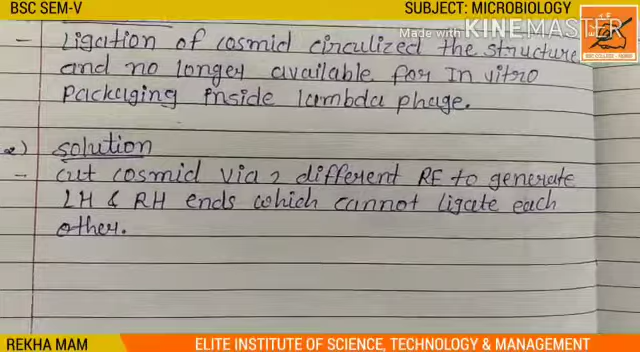 BSC SEM-V
SUBJECT: MICROBIOLOGY
Made with KINEMASTER
- Ligation of cosmid circulized the structure
and no longer available for In vitro
packaging inside lambda phage.
2) solution
- cut cosmid via 2 different RE to generate
LH & RH ends which cannot ligate each
other.
REKHA MAM
ELITE INSTITUTE OF SCIENCE, TECHNOLOGY & MANAGEMENT